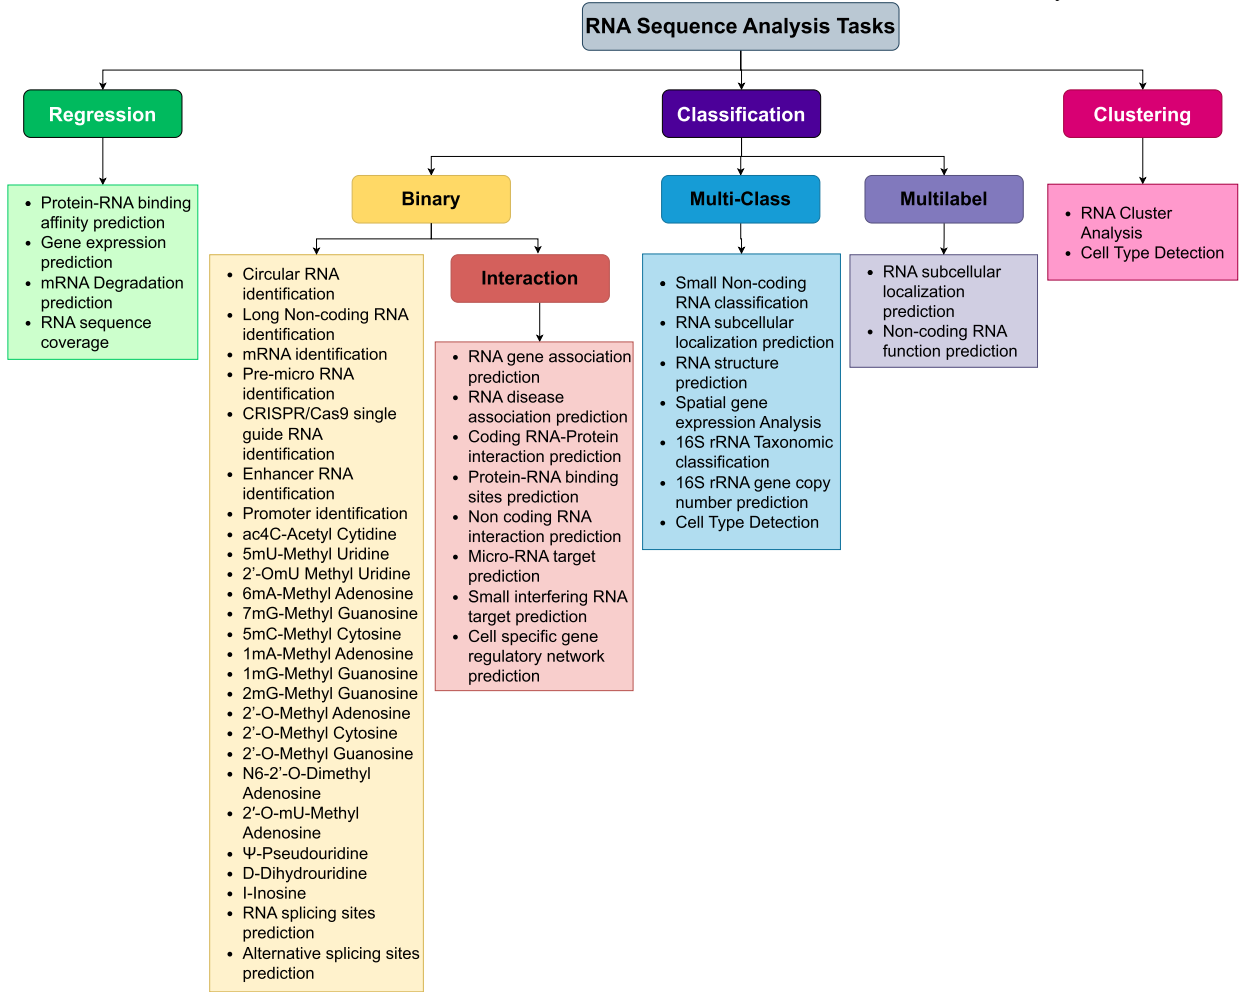 RNA Sequence Analysis Tasks
Regression
Classification
Clustering
Protein-RNA binding
affinity prediction
Gene expression
prediction
mRNA Degradation
prediction
RNA sequence
coverage
Binary
Multi-Class
Multilabel
Circular RNA
identification
Long Non-coding RNA
identification
mRNA identification
Pre-micro RNA
identification
CRISPR/Cas9 single
guide RNA
identification
Enhancer RNA
identification
Promoter identification
ac4C-Acetyl Cytidine
5mU-Methyl Uridine
2’-OmU Methyl Uridine
6mA-Methyl Adenosine
7mG-Methyl Guanosine
5mC-Methyl Cytosine
1mA-Methyl Adenosine
1mG-Methyl Guanosine
2mG-Methyl Guanosine
2’-O-Methyl Adenosine
2’-O-Methyl Cytosine
2’-O-Methyl Guanosine
N6-2’-O-Dimethyl
Adenosine
2′-O-mU-Methyl
Adenosine
Ψ-Pseudouridine
D-Dihydrouridine
I-Inosine
RNA splicing sites
prediction
Alternative splicing sites
prediction
Interaction
RNA gene association
prediction
RNA disease
association prediction
Coding RNA-Protein
interaction prediction
Protein-RNA binding
sites prediction
Non coding RNA
interaction prediction
Micro-RNA target
prediction
Small interfering RNA
target prediction
Cell specific gene
regulatory network
prediction
Small Non-coding
RNA classification
RNA subcellular
localization prediction
RNA structure
prediction
Spatial gene
expression Analysis
16S rRNA Taxonomic
classification
16S rRNA gene copy
number prediction
Cell Type Detection
RNA subcellular
localization
prediction
Non-coding RNA
function prediction
RNA Cluster
Analysis
Cell Type Detection